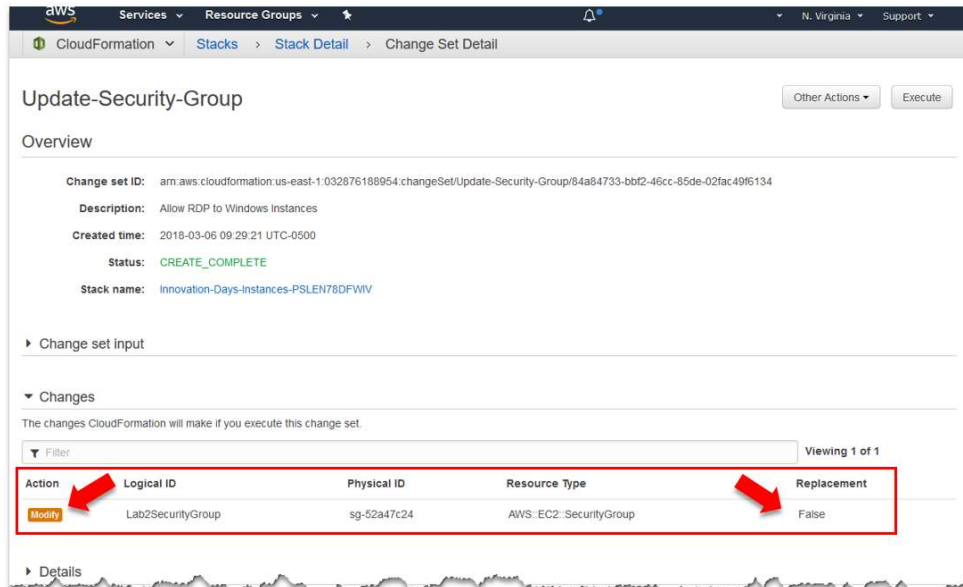 aws Services Resource Groups N. Virginia Support
CloudFormation Stacks > Stack Detail > Change Set Detail
Update-Security-Group Other Actions Execute
Overview
Change set ID: arn:aws:cloudformation:us-east-1:032876188954:changeSet/Update-Security-Group/84a84733-bbf2-46cc-85de-02fac49f6134
Description: Allow RDP to Windows Instances
Created time: 2018-03-06 09:29:21 UTC-0500
Status: CREATE_COMPLETE
Stack name: Innovation-Days-Instances-PSLEN78DFWIV
Change set input
Changes
The changes CloudFormation will make if you execute this change set.
Filter Viewing 1 of 1
Action Logical ID Physical ID Resource Type Replacement
Modify Lab2SecurityGroup sg-52a47c24 AWS::EC2::SecurityGroup False
Details